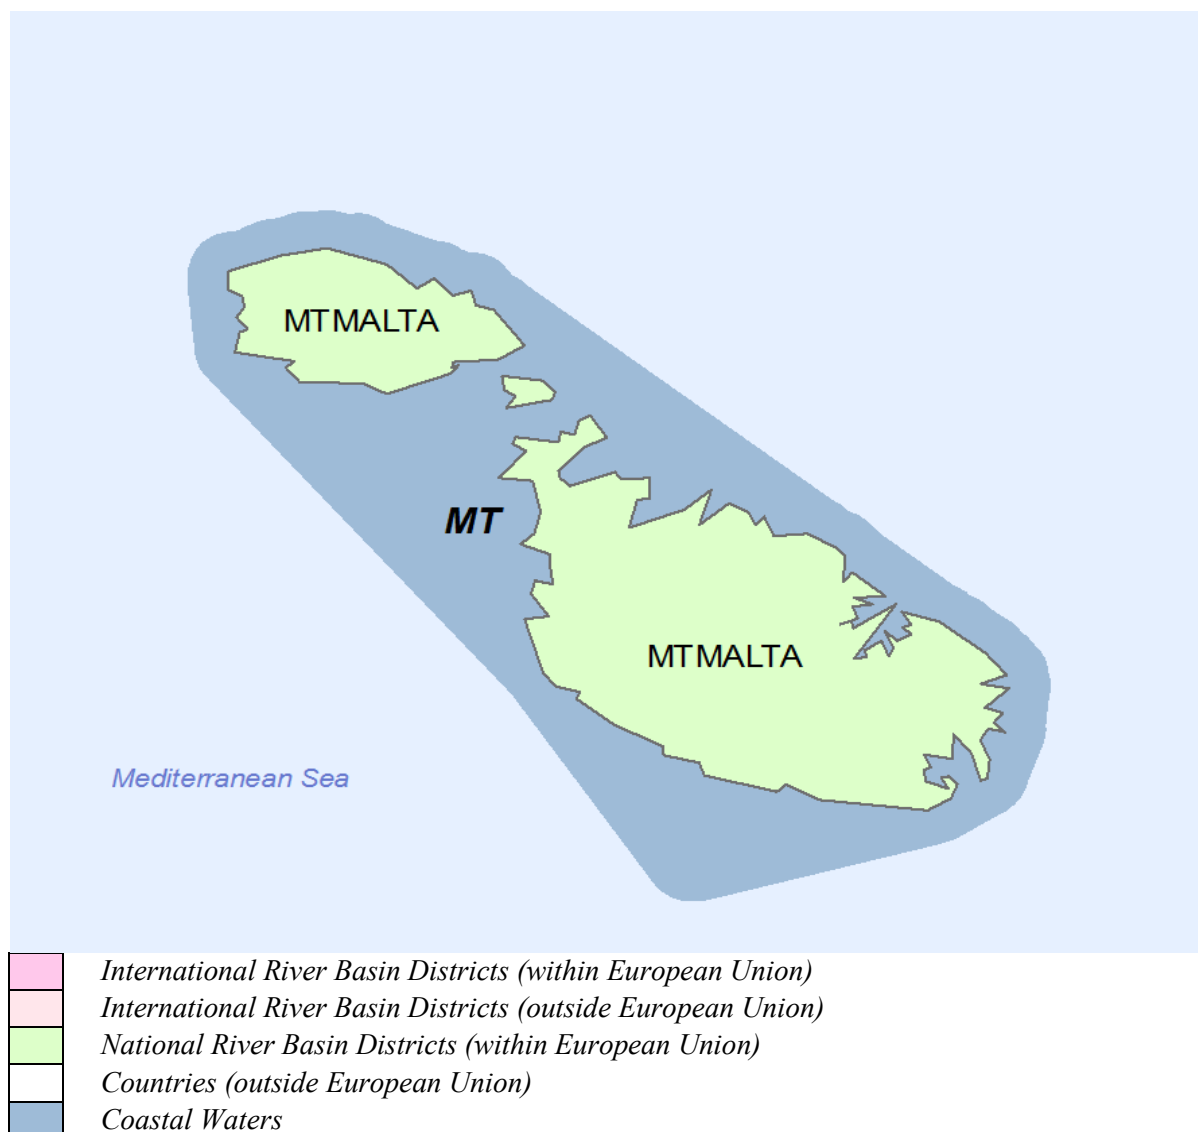 MTMALTA
MT
MTMALTA
Mediterranean Sea
International River Basin Districts (within European Union)
International River Basin Districts (outside European Union)
National River Basin Districts (within European Union)
Countries (outside European Union)
Coastal Waters